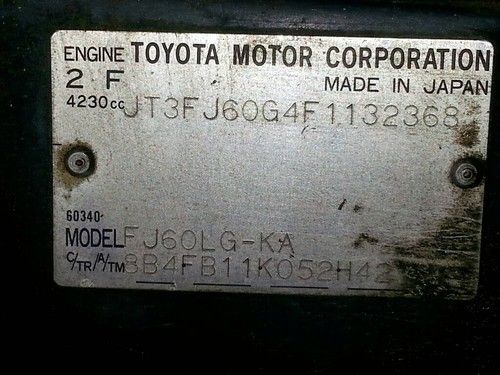 ENGINE TOYOTA MOTOR CORPORATION
2 F MADE IN JAPAN
4230cc JT3FJ60G4F1132368
60340
MODEL FJ60LG-KA
C/TR/A/TM 8B4FB11K052H42